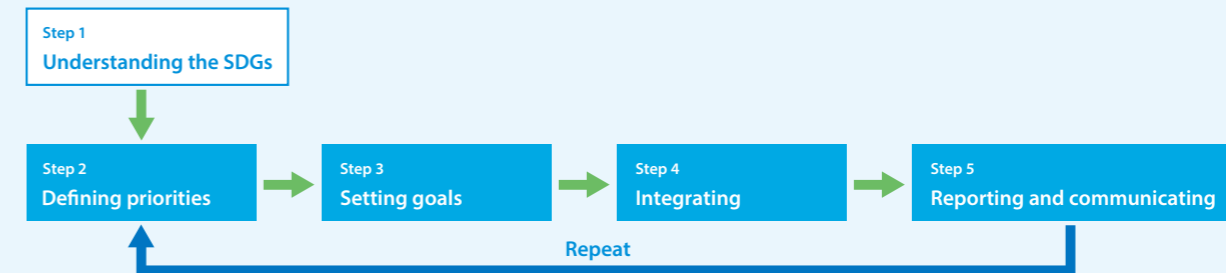 Step 1
Understanding the SDGs
Step 2
Defining priorities
Step 3
Setting goals
Step 4
Integrating
Step 5
Reporting and communicating
Repeat